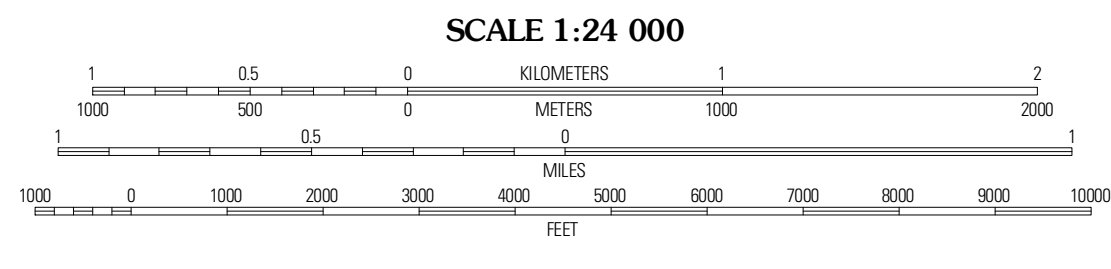 SCALE 1:24 000
1 0.5 0 KILOMETERS 1 2
1000 500 0 METERS 1000 2000
1 0.5 0 1
MILES
1000 0 1000 2000 3000 4000 5000 6000 7000 8000 9000 10000
FEET